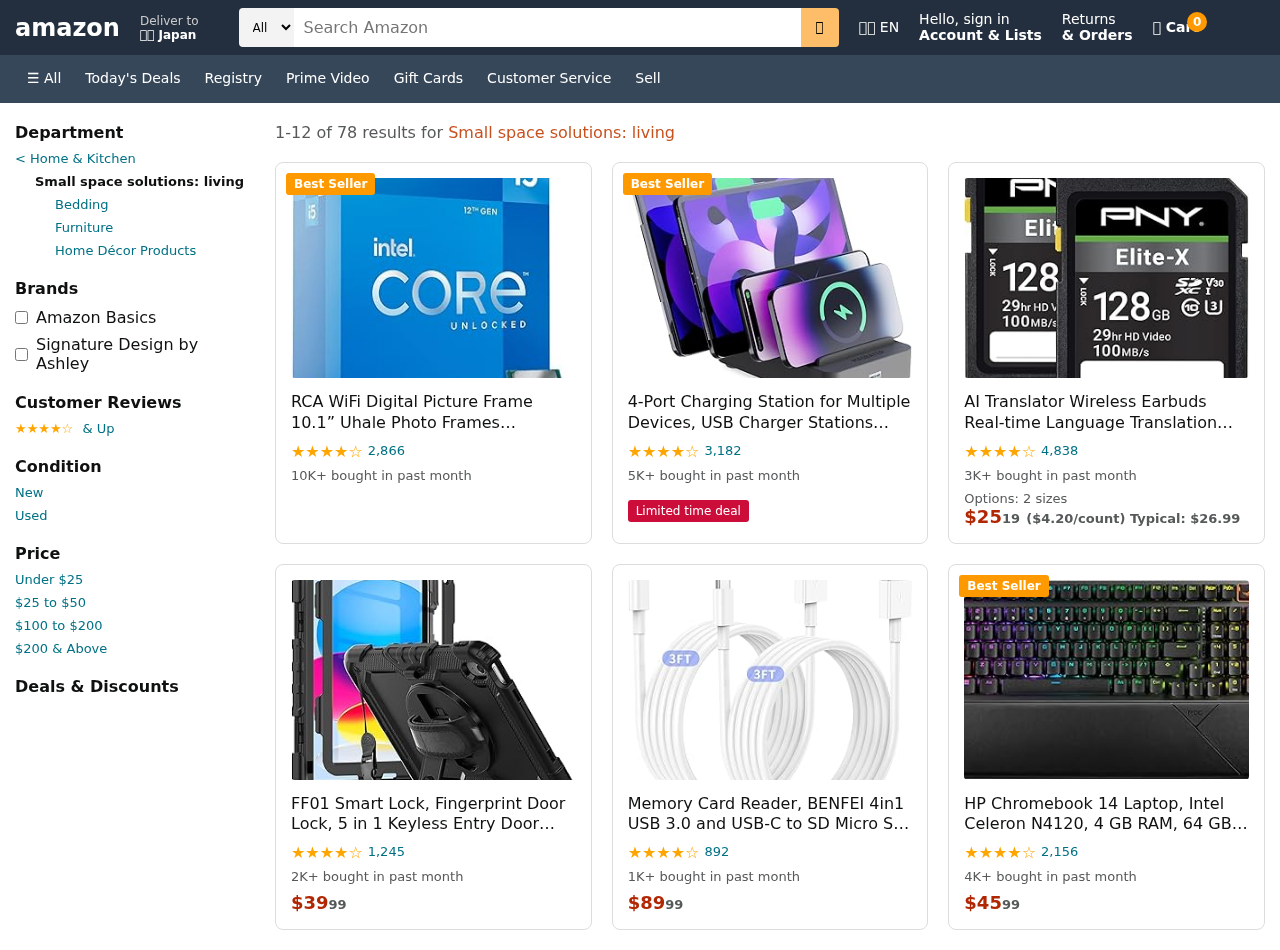 amazon
Deliver to
Japan
All
Search Amazon
EN
Hello, sign in
Account & Lists
Returns
& Orders
0
☰ All
Today's Deals
Registry
Prime Video
Gift Cards
Customer Service
Sell
Department
< Home & Kitchen
Small space solutions: living
Bedding
Furniture
Home Décor Products
Brands
Amazon Basics
Signature Design by
Ashley
Customer Reviews
★★★★☆ & Up
Condition
New
Used
Price
Under $25
$25 to $50
$100 to $200
$200 & Above
Deals & Discounts
1-12 of 78 results for Small space solutions: living
Best Seller
i5
12TH GEN
intel.
CORE™
UNLOCKED
RCA WiFi Digital Picture Frame
10.1” Uhale Photo Frames…
★★★★☆ 2,866
10K+ bought in past month
Best Seller
4-Port Charging Station for Multiple
Devices, USB Charger Stations…
★★★★☆ 3,182
5K+ bought in past month
Limited time deal
PNY.
Elite-X
LOCK
128GB
29hr HD Video
100MB/s
AI Translator Wireless Earbuds
Real-time Language Translation…
★★★★☆ 4,838
3K+ bought in past month
Options: 2 sizes
$2519 ($4.20/count) Typical: $26.99
FF01 Smart Lock, Fingerprint Door
Lock, 5 in 1 Keyless Entry Door…
★★★★☆ 1,245
2K+ bought in past month
$3999
3FT
3FT
Memory Card Reader, BENFEI 4in1
USB 3.0 and USB-C to SD Micro S…
★★★★☆ 892
1K+ bought in past month
$8999
Best Seller
HP Chromebook 14 Laptop, Intel
Celeron N4120, 4 GB RAM, 64 GB…
★★★★☆ 2,156
4K+ bought in past month
$4599